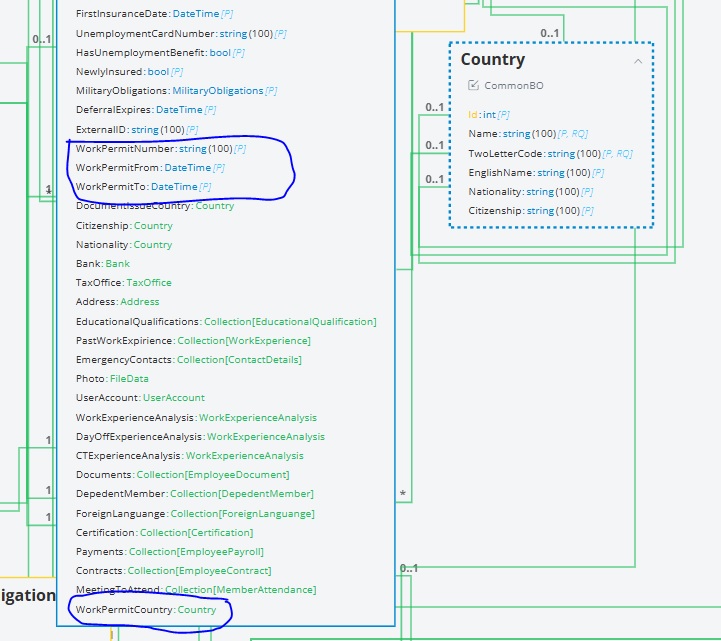 FirstInsuranceDate: DateTime [P]
UnemploymentCardNumber: string (100) [P]
HasUnemploymentBenefit: bool [P]
NewlyInsured: bool [P]
MilitaryObligations: MilitaryObligations [P]
DeferralExpires: DateTime [P]
ExternalID: string (100) [P]
WorkPermitNumber: string (100) [P]
WorkPermitFrom: DateTime [P]
WorkPermitTo: DateTime [P]
DocumentIssueCountry: Country
Citizenship: Country
Nationality: Country
Bank: Bank
TaxOffice: TaxOffice
Address: Address
EducationalQualifications: Collection[EducationalQualification]
PastWorkExpirience: Collection[WorkExperience]
EmergencyContacts: Collection[ContactDetails]
Photo: FileData
UserAccount: UserAccount
WorkExperienceAnalysis: WorkExperienceAnalysis
DayOffExperienceAnalysis: WorkExperienceAnalysis
CTExperienceAnalysis: WorkExperienceAnalysis
Documents: Collection[EmployeeDocument]
DepedentMember: Collection[DepedentMember]
ForeignLanguange: Collection[ForeignLanguange]
Certification: Collection[Certification]
Payments: Collection[EmployeePayroll]
Contracts: Collection[EmployeeContract]
MeetingToAttend: Collection[MemberAttendance]
WorkPermitCountry: Country
0..1
*
1
1
1
1
igation
*
0..1
0..1
0..1
0..1
0..1
Country
CommonBO
Id: int [P]
Name: string (100) [P, RQ]
TwoLetterCode: string (100) [P, RQ]
EnglishName: string (100) [P]
Nationality: string (100) [P]
Citizenship: string (100) [P]